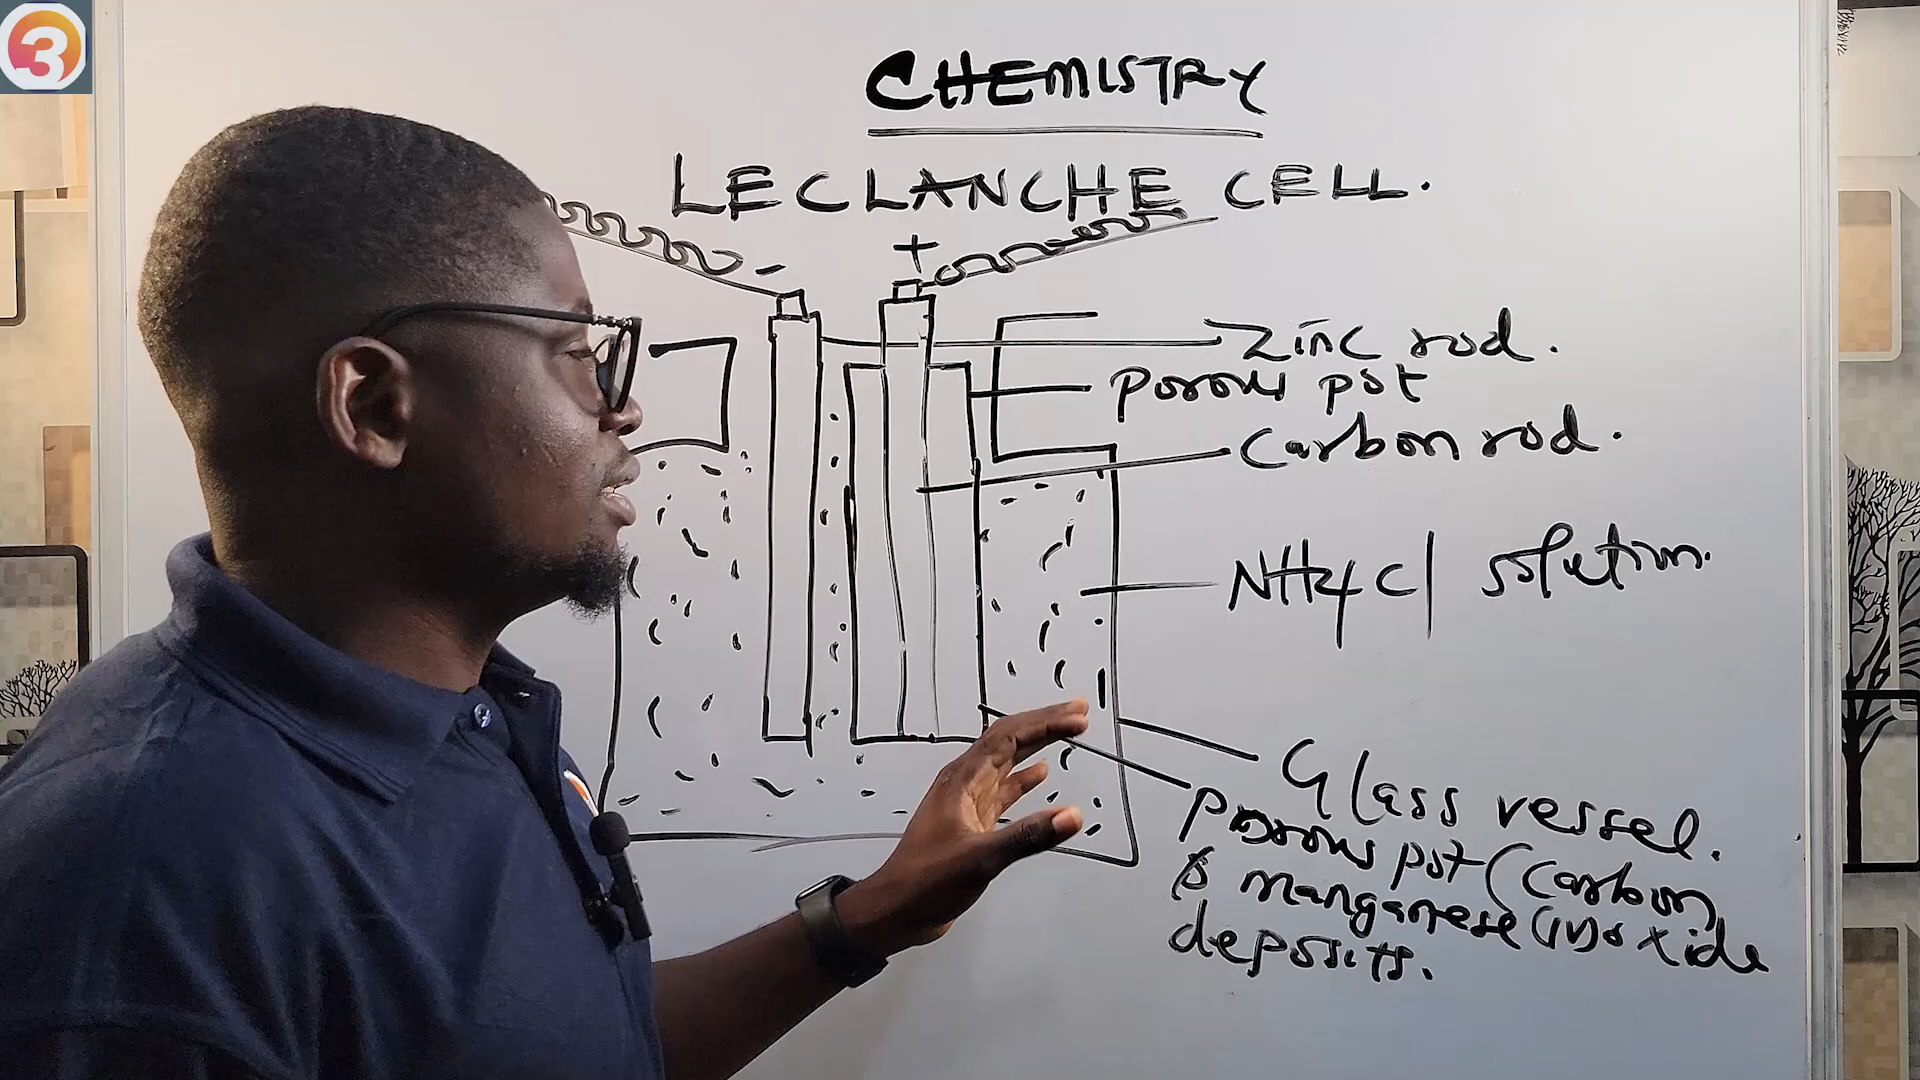 3
CHEMISTRY
LECLANCHE CELL.
- +
Zinc rod.
porous pot
Carbon rod.
NH4Cl solution.
Glass vessel.
porous pot (Carbon
& manganese (IV) oxide
deposits.